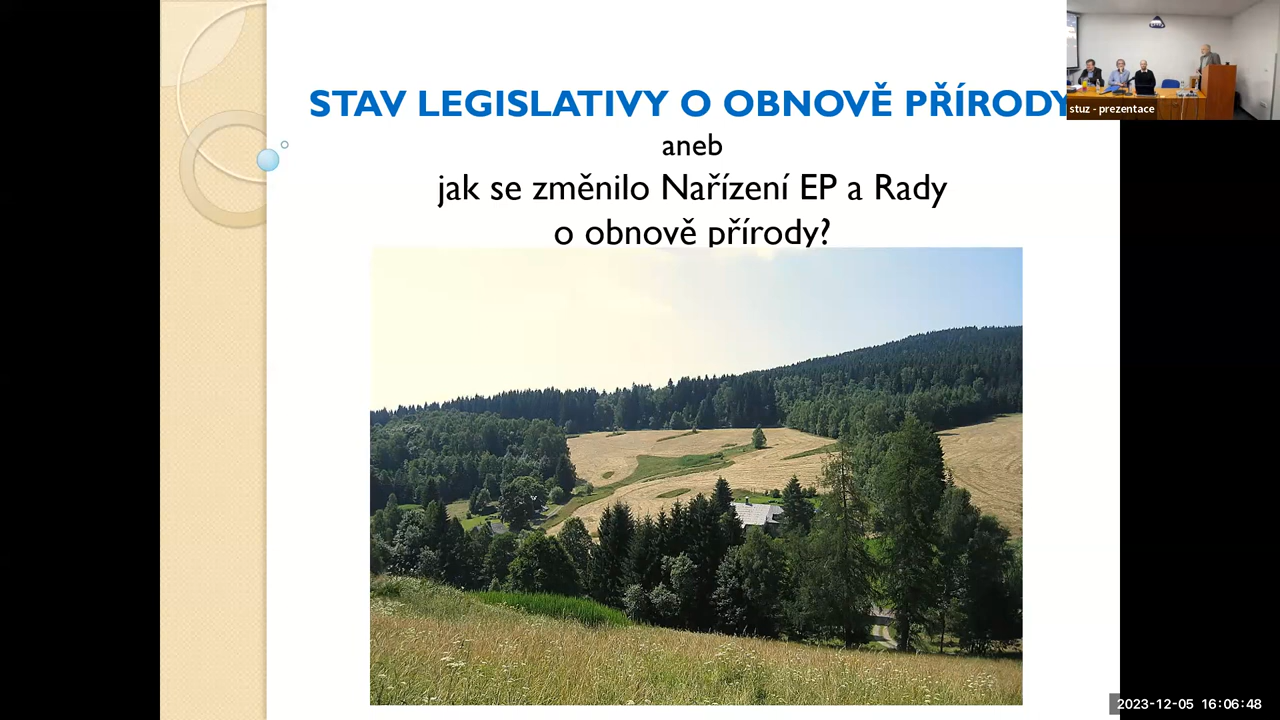 STAV LEGISLATIVY O OBNOVĚ PŘÍRODY
aneb
jak se změnilo Nařízení EP a Rady
o obnově přírody?
stuz - prezentace
2023-12-05 16:06:48